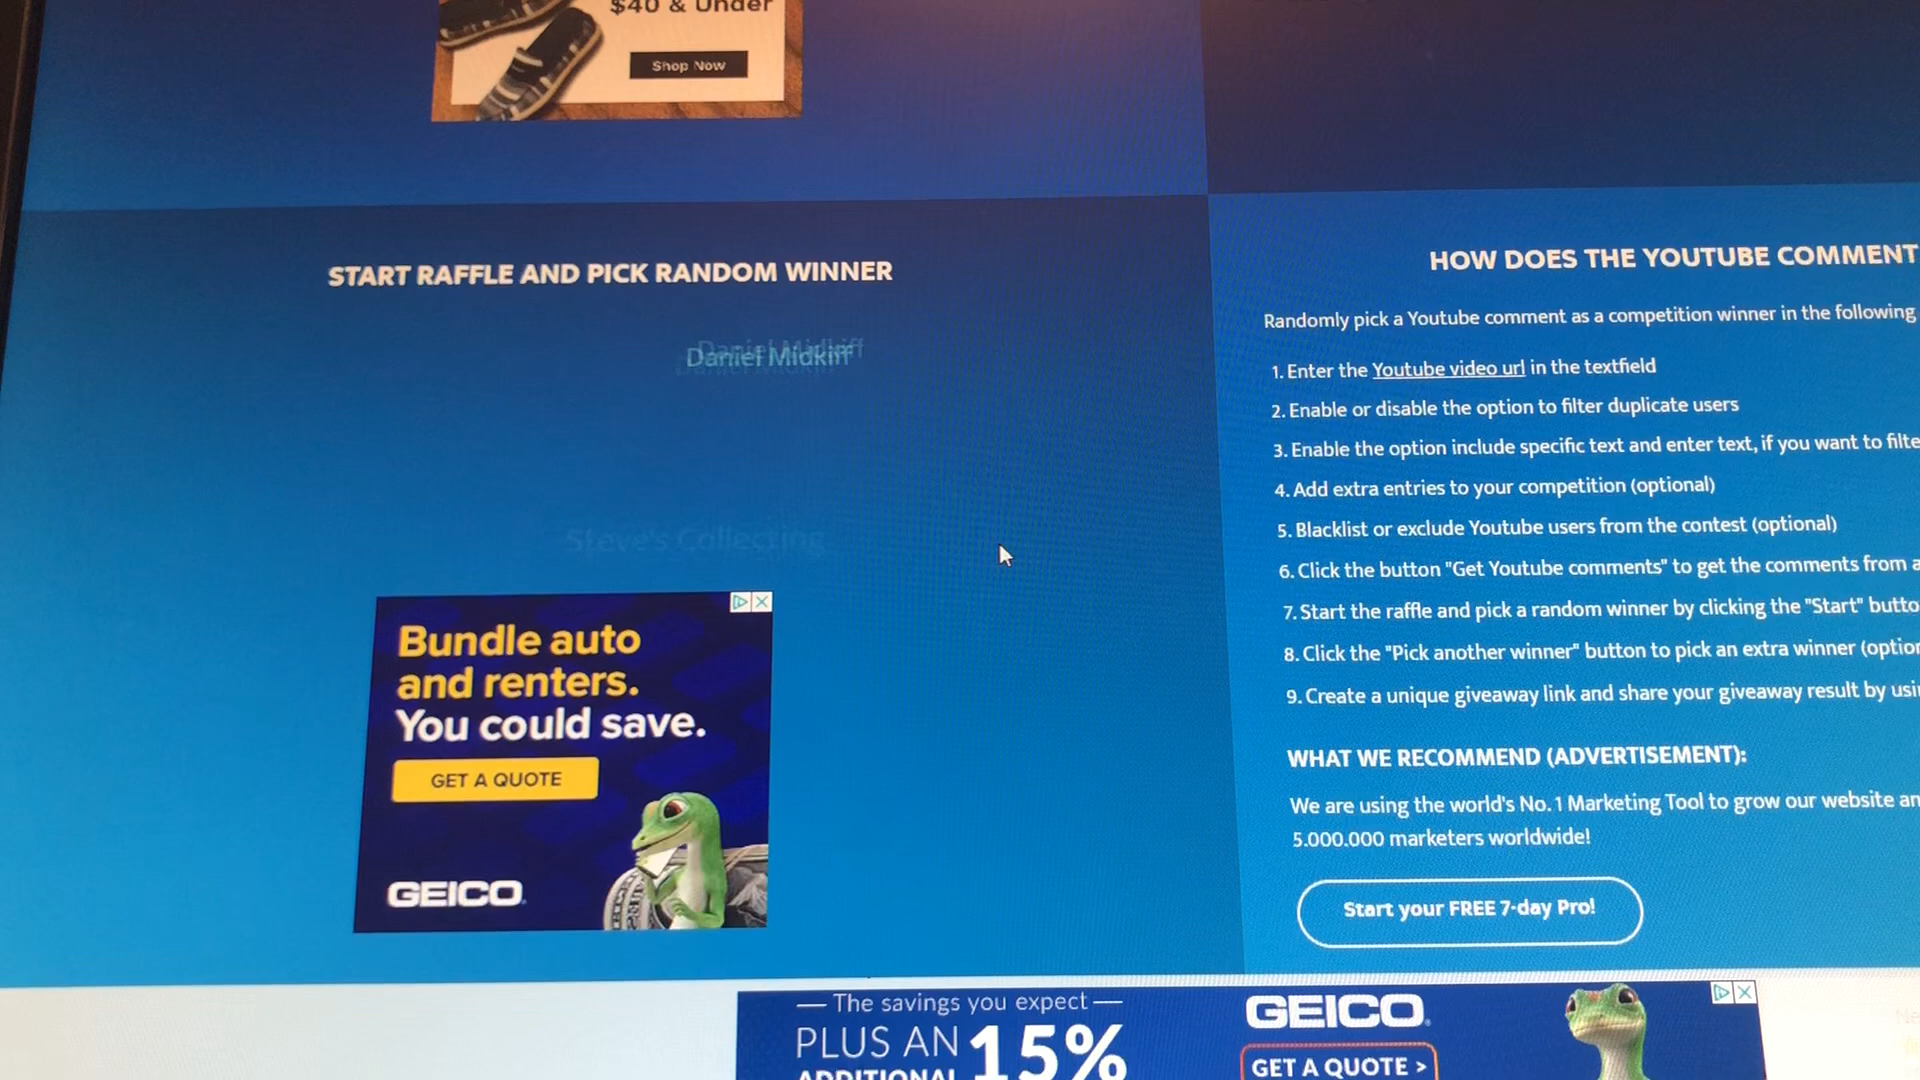 $40 & Under
Shop Now
START RAFFLE AND PICK RANDOM WINNER
Daniel Midkiff
Steve's Collecting
Bundle auto
and renters.
You could save.
GET A QUOTE
GEICO
HOW DOES THE YOUTUBE COMMENT
Randomly pick a Youtube comment as a competition winner in the following
1. Enter the Youtube video url in the textfield
2. Enable or disable the option to filter duplicate users
3. Enable the option include specific text and enter text, if you want to filte
4. Add extra entries to your competition (optional)
5. Blacklist or exclude Youtube users from the contest (optional)
6. Click the button "Get Youtube comments" to get the comments from a
7. Start the raffle and pick a random winner by clicking the "Start" butto
8. Click the "Pick another winner" button to pick an extra winner (option
9. Create a unique giveaway link and share your giveaway result by usi
WHAT WE RECOMMEND (ADVERTISEMENT):
We are using the world's No. 1 Marketing Tool to grow our website an
5.000.000 marketers worldwide!
Start your FREE 7-day Pro!
— The savings you expect —
PLUS AN 15%
ADDITIONAL
GEICO.
GET A QUOTE >